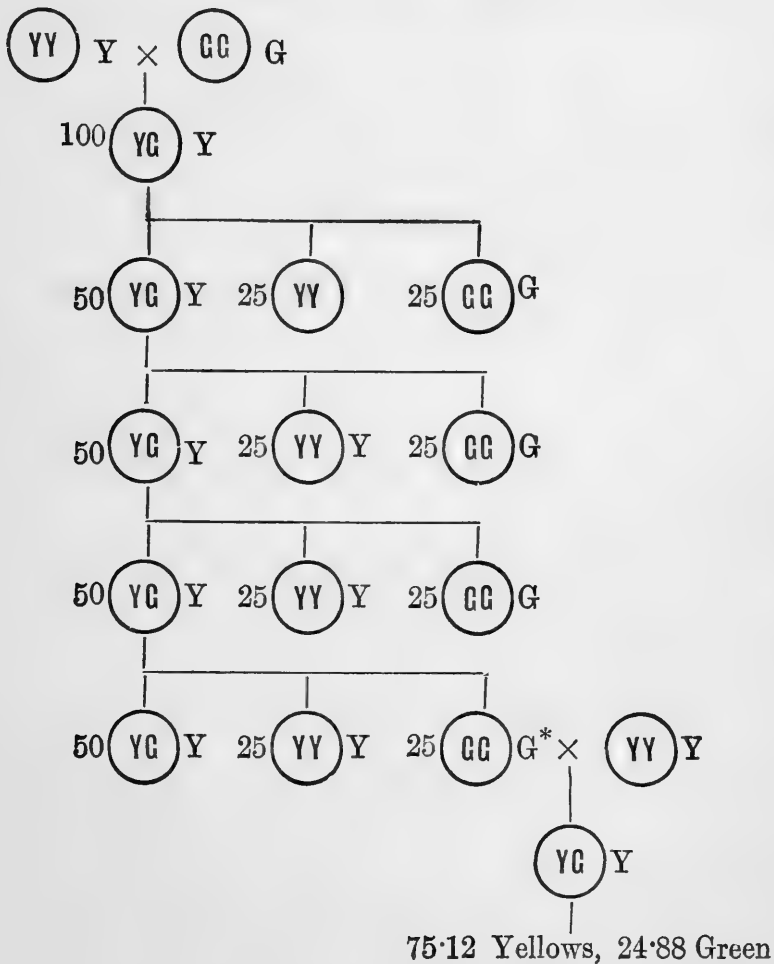 YY Y × GG G
100 YG Y
50 YG Y 25 YY 25 GG G
50 YG Y 25 YY Y 25 GG G
50 YG Y 25 YY Y 25 GG G
50 YG Y 25 YY Y 25 GG G* × YY Y
YG Y
75·12 Yellows, 24·88 Green